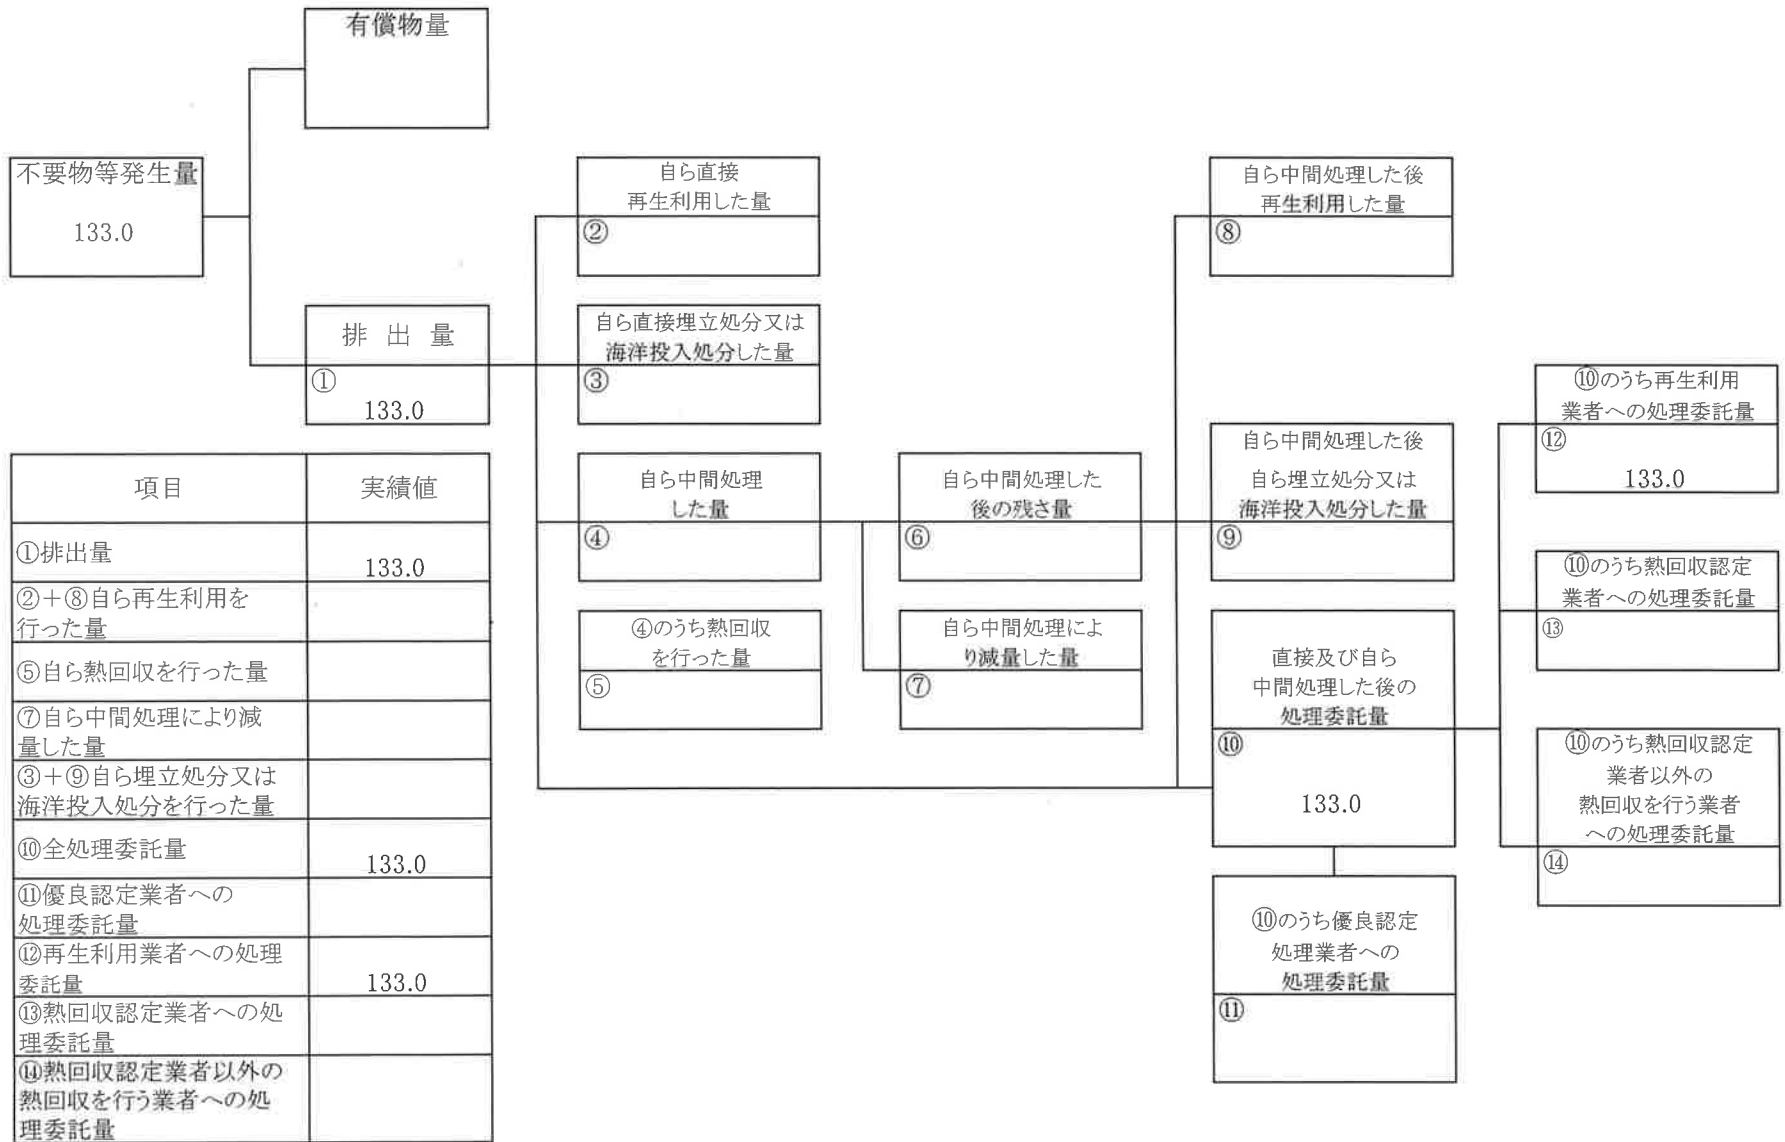 有償物量
不要物等発生量
133.0
排 出 量
①
133.0
自ら直接
再生利用した量
②
自ら直接埋立処分又は
海洋投入処分した量
③
自ら中間処理
した量
④
④のうち熱回収
を行った量
⑤
自ら中間処理した
後の残さ量
⑥
自ら中間処理によ
り減量した量
⑦
自ら中間処理した後
再生利用した量
⑧
自ら中間処理した後
自ら埋立処分又は
海洋投入処分した量
⑨
直接及び自ら
中間処理した後の
処理委託量
⑩
133.0
⑩のうち優良認定
処理業者への
処理委託量
⑪
⑩のうち再生利用
業者への処理委託量
⑫
133.0
⑩のうち熱回収認定
業者への処理委託量
⑬
⑩のうち熱回収認定
業者以外の
熱回収を行う業者
への処理委託量
⑭
項目 実績値
①排出量 133.0
②＋⑧自ら再生利用を
行った量
⑤自ら熱回収を行った量
⑦自ら中間処理により減
量した量
③＋⑨自ら埋立処分又は
海洋投入処分を行った量
⑩全処理委託量 133.0
⑪優良認定業者への
処理委託量
⑫再生利用業者への処理
委託量 133.0
⑬熱回収認定業者への処
理委託量
⑭熱回収認定業者以外の
熱回収を行う業者への処
理委託量